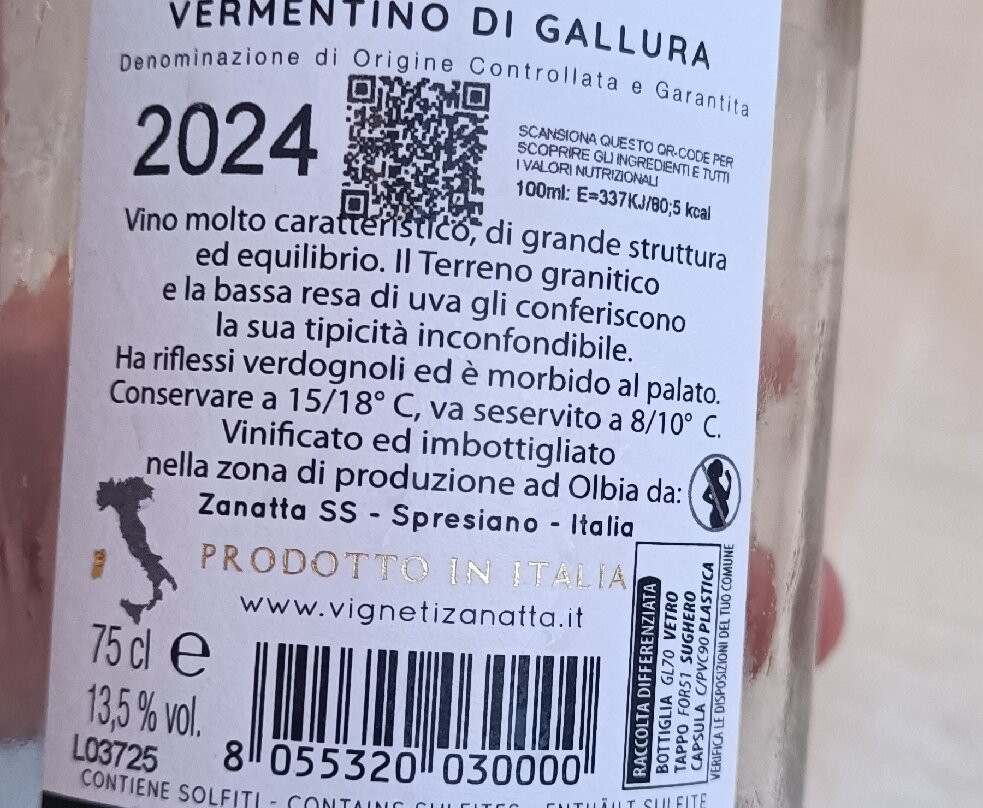 VERMENTINO DI GALLURA
Denominazione di Origine Controllata e Garantita
2024
SCANSIONA QUESTO QR-CODE PER
SCOPRIRE GLI INGREDIENTI E TUTTI
I VALORI NUTRIZIONALI
100ml: E=337KJ/80;5 kcal
Vino molto caratteristico, di grande struttura
ed equilibrio. Il Terreno granitico
e la bassa resa di uva gli conferiscono
la sua tipicità inconfondibile.
Ha riflessi verdognoli ed è morbido al palato.
Conservare a 15/18° C, va seservito a 8/10° C.
Vinificato ed imbottigliato
nella zona di produzione ad Olbia da:
Zanatta SS - Spresiano - Italia
PRODOTTO IN ITALIA
www.vignetizanatta.it
75 cl e
13,5 % vol.
L03725
8 055320 030000
RACCOLTA DIFFERENZIATA
BOTTIGLIA GL70 VETRO
TAPPO FOR51 SUGHERO
CAPSULA C/PVC90 PLASTICA
VERIFICA LE DISPOSIZIONI DEL TUO COMUNE
CONTIENE SOLFITI - CONTAINS SULFITES - ENTHÄLT SULFITE